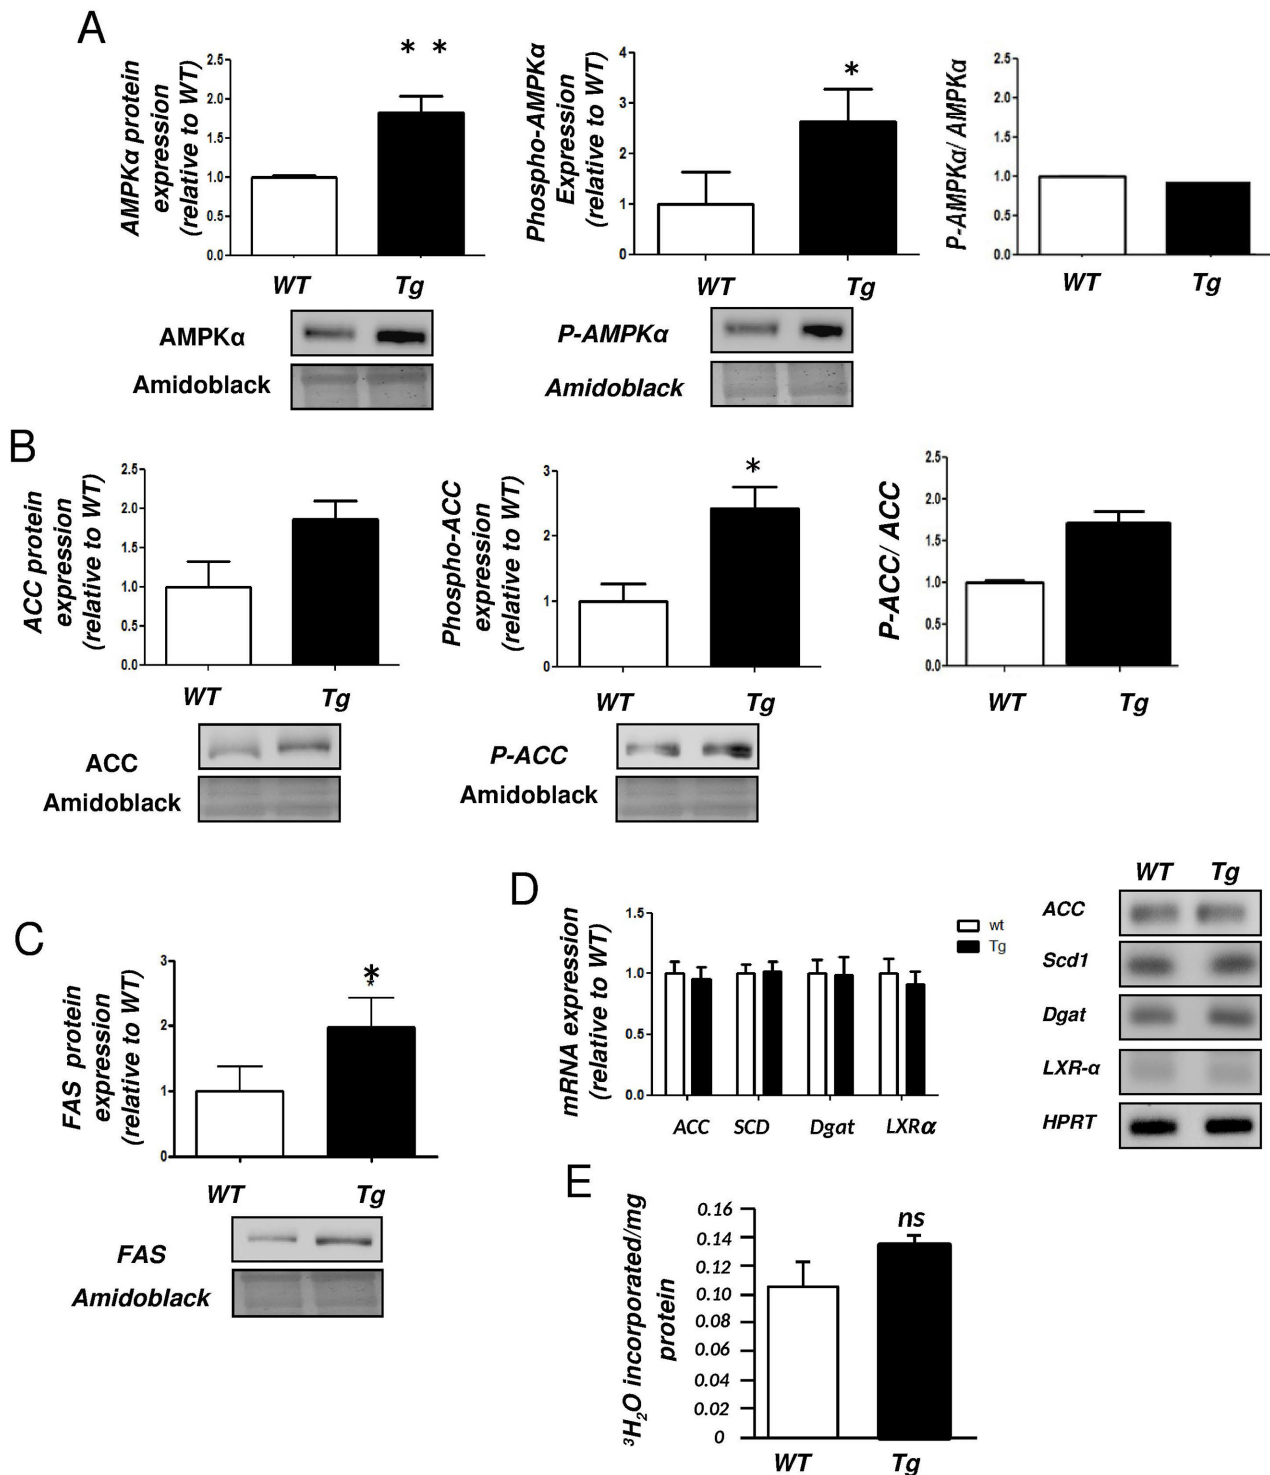 A
AMPKα protein
expression
(relative to WT)
2.5
2.0
1.5
1.0
0.5
0.0
* *
WT
Tg
AMPKα
Amidoblack
Phospho-AMPKα
Expression
(relative to WT)
4
3
2
1
0
*
WT
Tg
P-AMPKα
Amidoblack
P-AMPKα/ AMPKα
2.5
2.0
1.5
1.0
0.5
0.0
WT
Tg
B
ACC protein
expression
(relative to WT)
2.5
2.0
1.5
1.0
0.5
0.0
WT
Tg
ACC
Amidoblack
Phospho-ACC
expression
(relative to WT)
3
2
1
0
*
WT
Tg
P-ACC
Amidoblack
P-ACC/ ACC
2.5
2.0
1.5
1.0
0.5
0.0
WT
Tg
C
FAS protein
expression
(relative to WT)
3
2
1
0
*
*
WT
Tg
FAS
Amidoblack
D
mRNA expression
(relative to WT)
1.5
1.0
0.5
0.0
ACC
SCD
Dgat
LXRα
wt
Tg
WT
Tg
ACC
Scd1
Dgat
LXR-α
HPRT
E
³H₂O incorporated/mg
protein
0.16
0.14
0.12
0.10
0.08
0.06
0.04
0.02
0
ns
WT
Tg